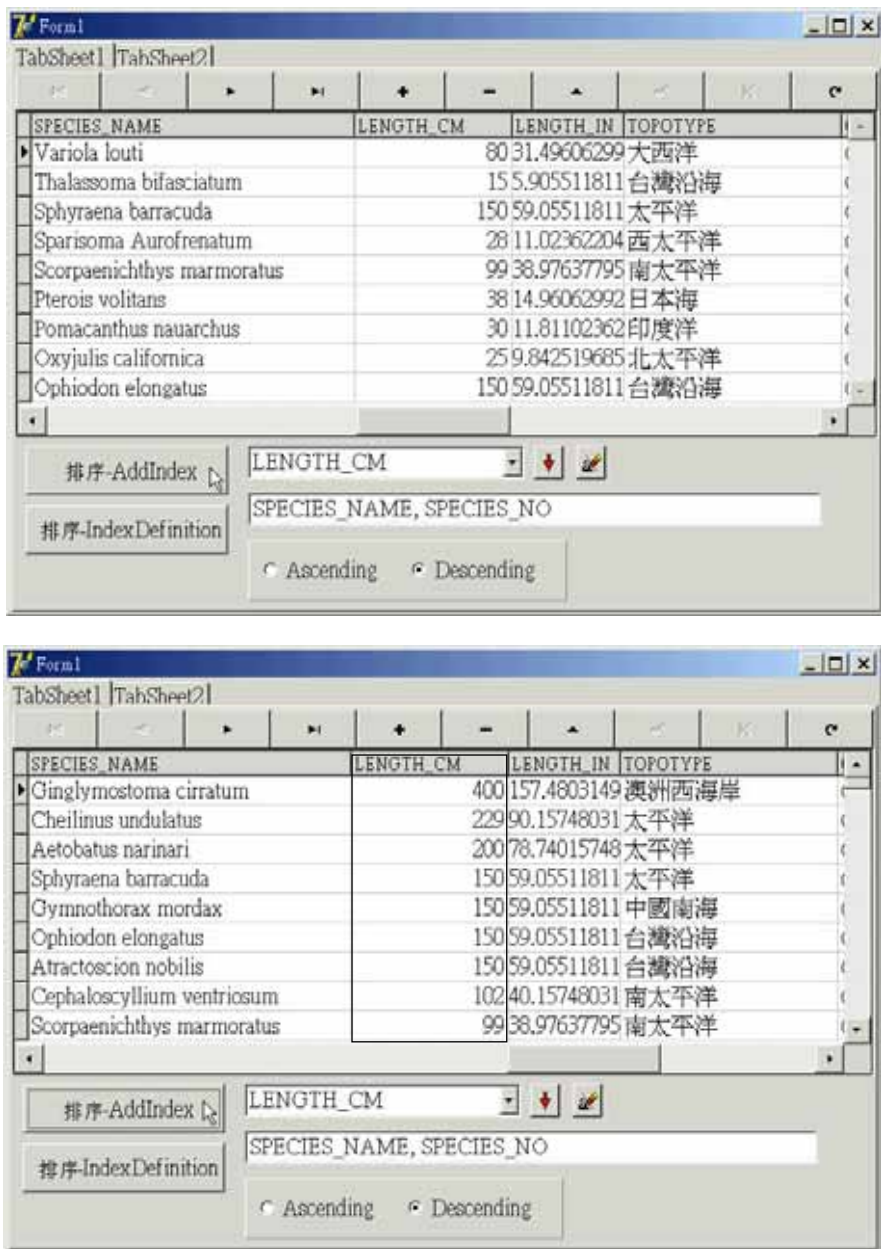 Form1
TabSheet1 TabSheet2
SPECIES_NAME LENGTH_CM LENGTH_IN TOPOTYPE
Variola louti 80 31.49606299 大西洋
Thalassoma bifasciatum 15 5.905511811 台灣沿海
Sphyraena barracuda 150 59.05511811 太平洋
Sparisoma Aurofrenatum 28 11.02362204 西太平洋
Scorpaenichthys marmoratus 99 38.97637795 南太平洋
Pterois volitans 38 14.96062992 日本海
Pomacanthus nauarchus 30 11.81102362 印度洋
Oxyjulis californica 25 9.842519685 北太平洋
Ophiodon elongatus 150 59.05511811 台灣沿海
排序-AddIndex LENGTH_CM
SPECIES_NAME, SPECIES_NO
排序-IndexDefinition
Ascending Descending
Form1
TabSheet1 TabSheet2
SPECIES_NAME LENGTH_CM LENGTH_IN TOPOTYPE
Ginglymostoma cirratum 400 157.4803149 澳洲西海岸
Cheilinus undulatus 229 90.15748031 太平洋
Aetobatus narinari 200 78.74015748 太平洋
Sphyraena barracuda 150 59.05511811 太平洋
Gymnothorax mordax 150 59.05511811 中國南海
Ophiodon elongatus 150 59.05511811 台灣沿海
Atractoscion nobilis 150 59.05511811 台灣沿海
Cephaloscyllium ventriosum 102 40.15748031 南太平洋
Scorpaenichthys marmoratus 99 38.97637795 南太平洋
排序-AddIndex LENGTH_CM
SPECIES_NAME, SPECIES_NO
排序-IndexDefinition
Ascending Descending